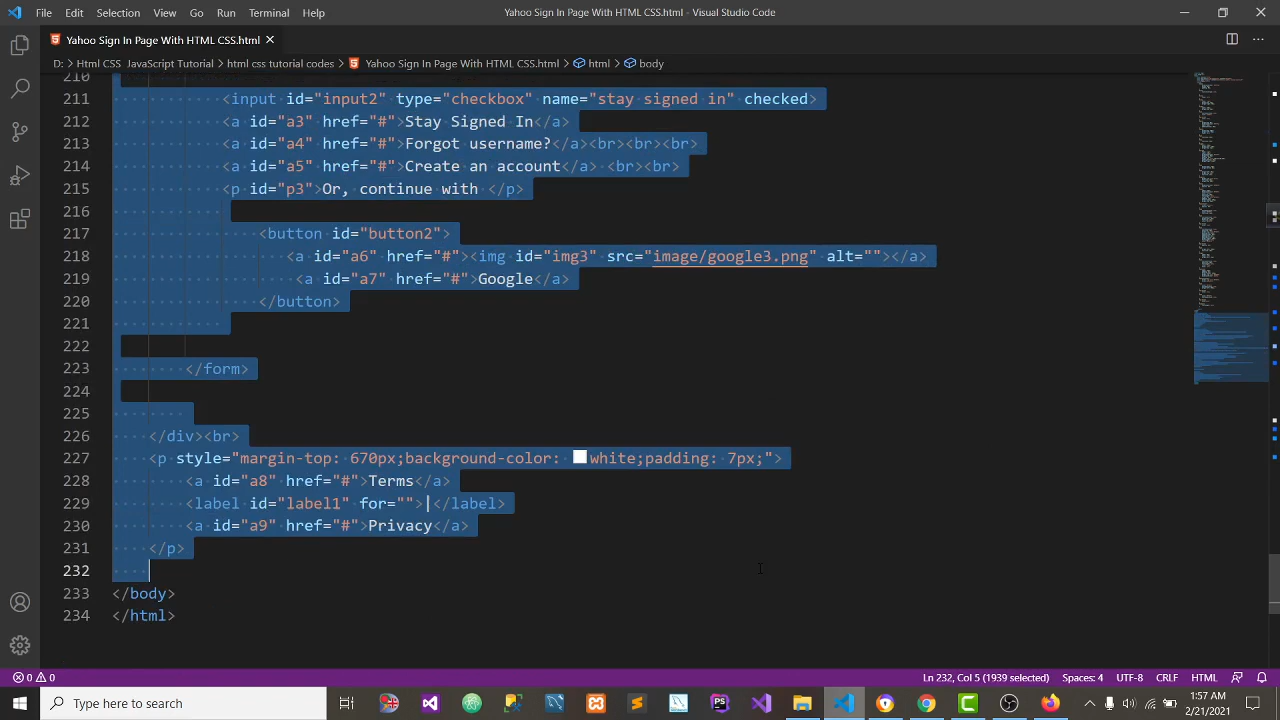 File Edit Selection View Go Run Terminal Help Yahoo Sign In Page With HTML CSS.html - Visual Studio Code
Yahoo Sign In Page With HTML CSS.html
D: > Html CSS JavaScript Tutorial > html css tutorial codes > Yahoo Sign In Page With HTML CSS.html > html > body
210
211 <input id="input2" type="checkbox" name="stay signed in" checked>
212 <a id="a3" href="#">Stay Signed In</a>
213 <a id="a4" href="#">Forgot username?</a><br><br><br>
214 <a id="a5" href="#">Create an account</a> <br><br>
215 <p id="p3">Or, continue with </p>
216
217 <button id="button2">
218 <a id="a6" href="#"><img id="img3" src="image/google3.png" alt=""></a>
219 <a id="a7" href="#">Google</a>
220 </button>
221
222
223 </form>
224
225
226 </div><br>
227 <p style="margin-top: 670px;background-color: white;padding: 7px;">
228 <a id="a8" href="#">Terms</a>
229 <label id="label1" for="">|</label>
230 <a id="a9" href="#">Privacy</a>
231 </p>
232
233 </body>
234 </html>
0 0 Ln 232, Col 5 (1939 selected) Spaces: 4 UTF-8 CRLF HTML
Type here to search
1:57 AM
2/21/2021